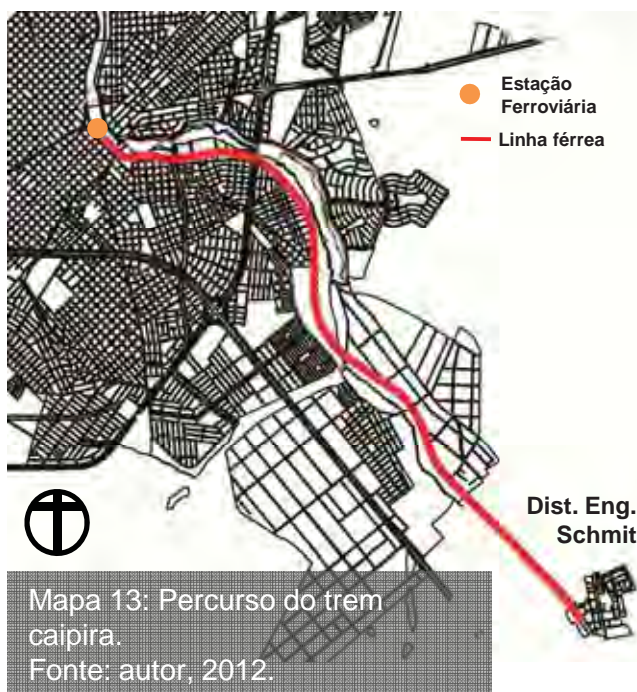 Estação
Ferroviária
Linha férrea
Dist. Eng.
Schmit
Mapa 13: Percurso do trem
caipira.
Fonte: autor, 2012.